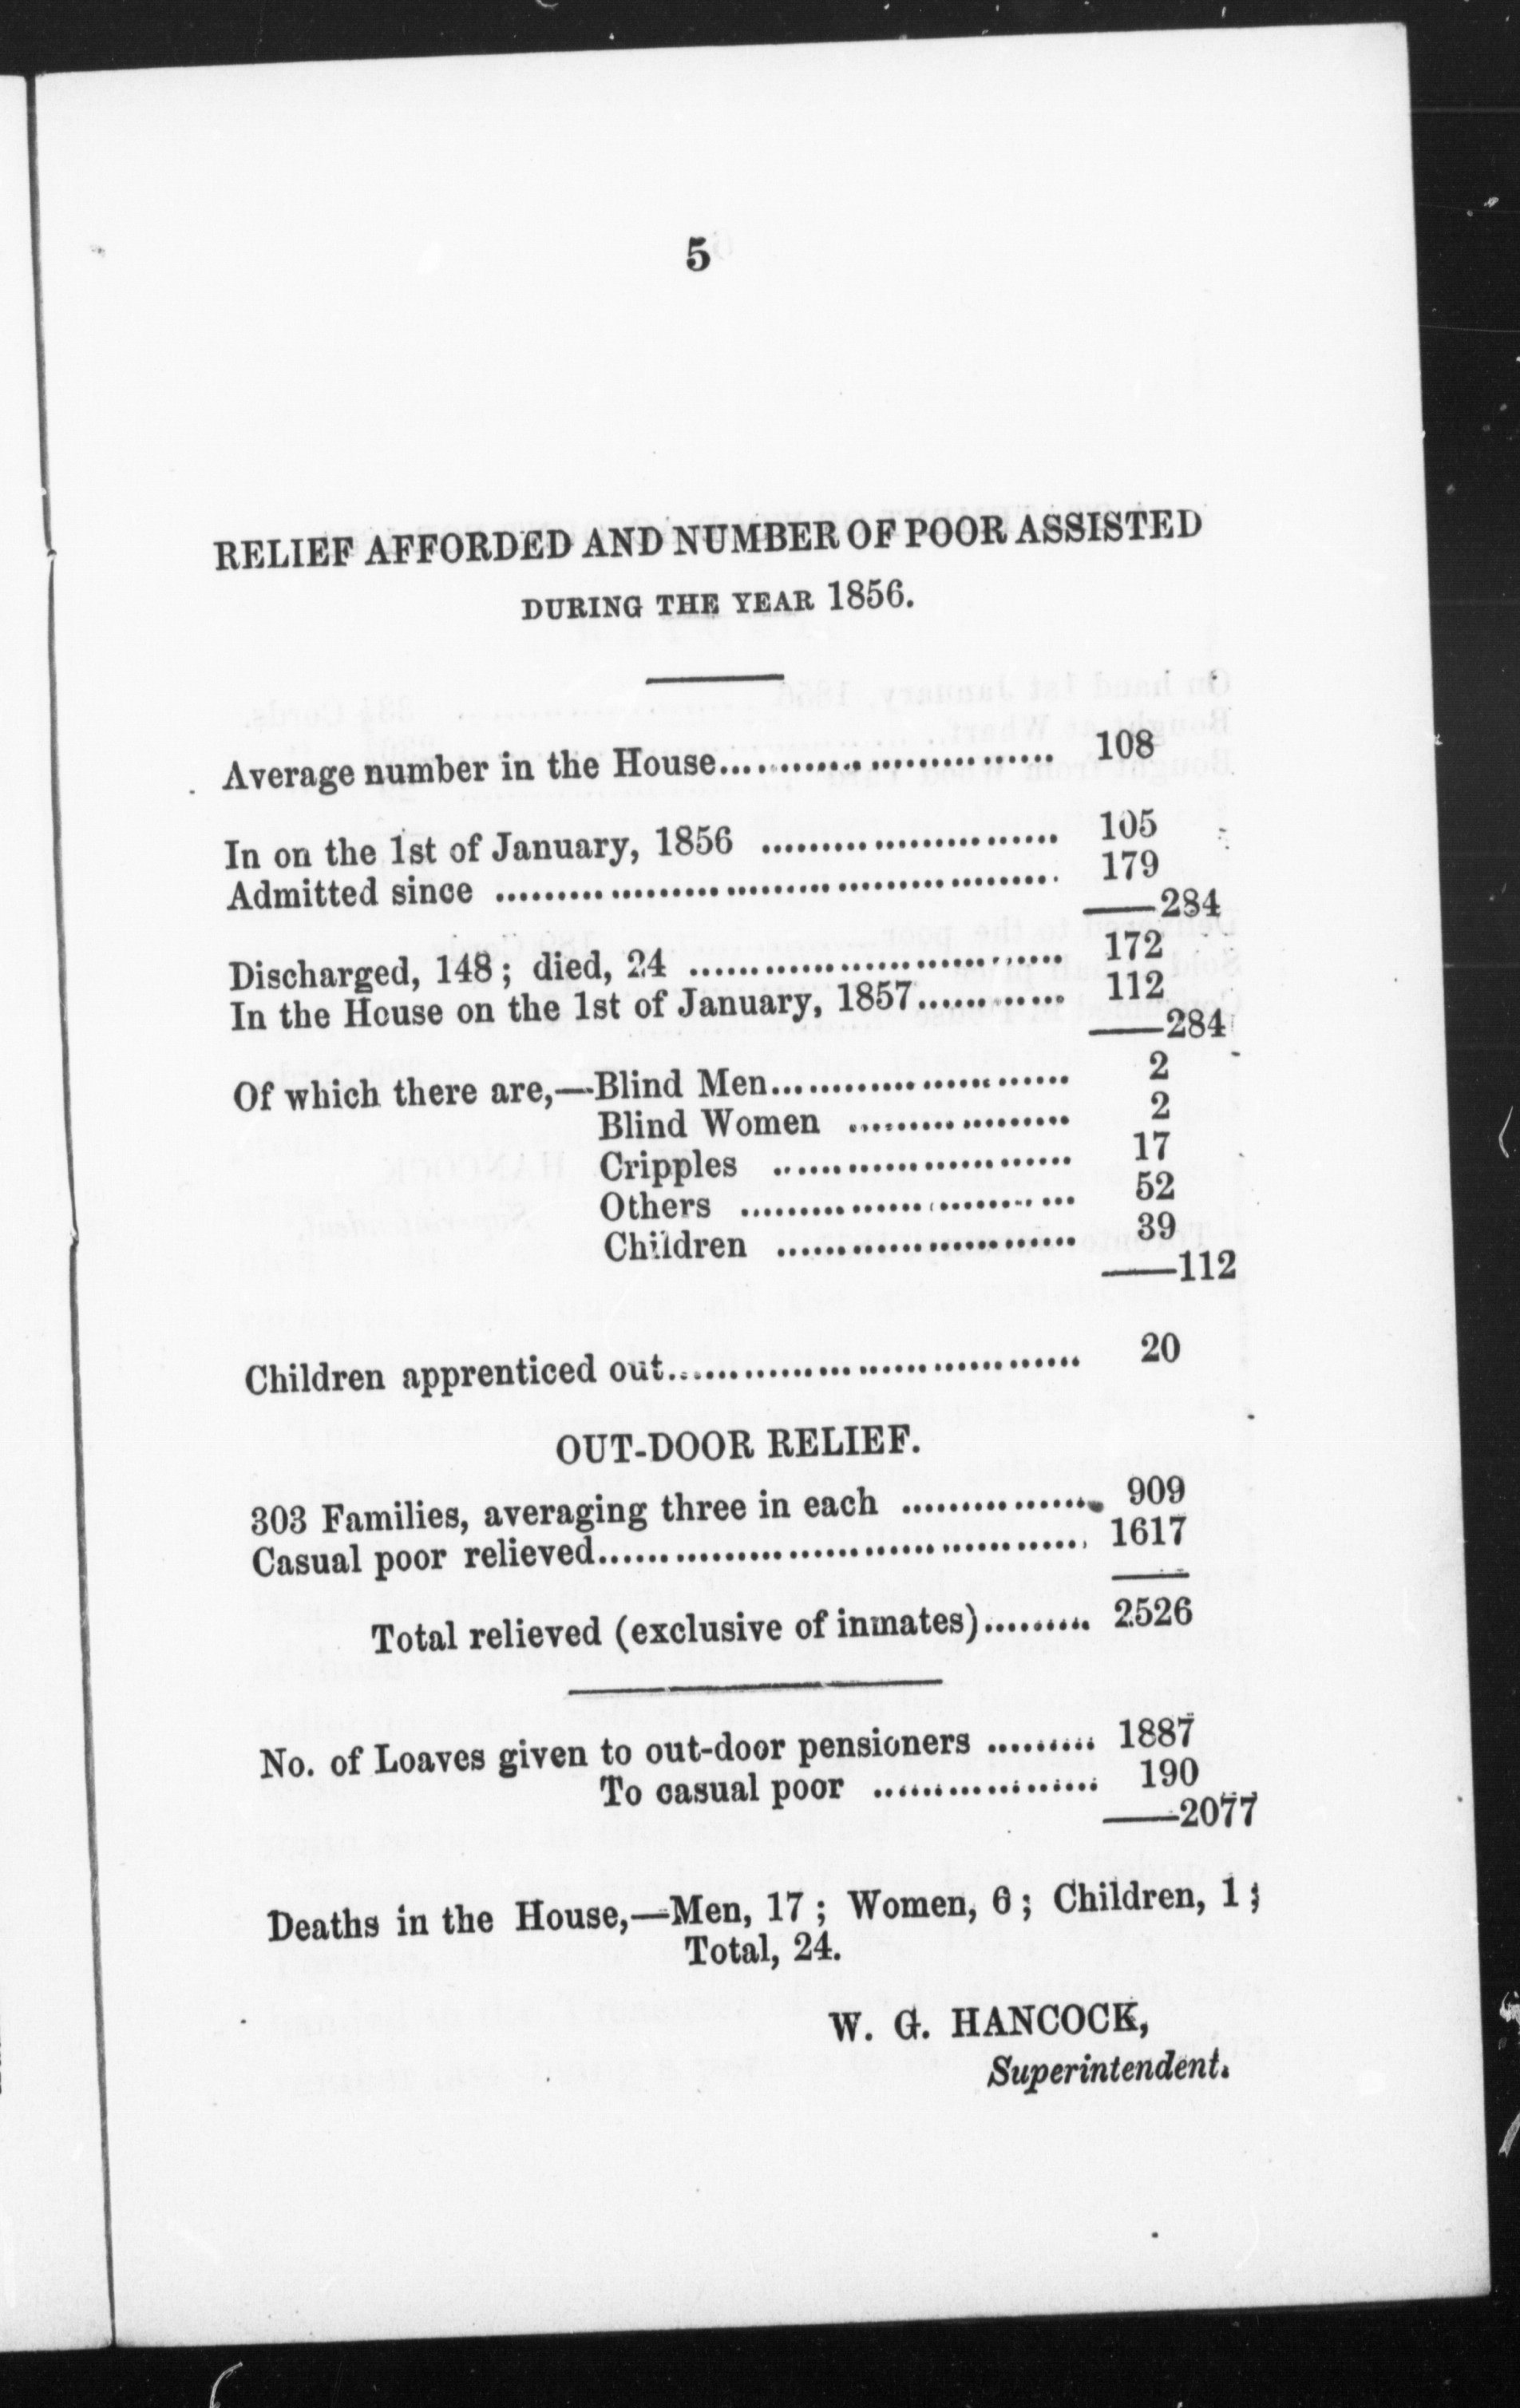 5
RELIEF AFFORDED AND NUMBER OF POOR ASSISTED
DURING THE YEAR 1856.
Average number in the House.............................. 108
In on the 1st of January, 1856 .......................... 105
Admitted since .................................................. 179
——284
Discharged, 148; died, 24 .................................. 172
In the House on the 1st of January, 1857............. 112
——284
Of which there are,—Blind Men.......................... 2
Blind Women .................... 2
Cripples .......................... 17
Others .............................. 52
Children .......................... 39
——112
Children apprenticed out..................................... 20
OUT-DOOR RELIEF.
303 Families, averaging three in each .................. 909
Casual poor relieved............................................ 1617
Total relieved (exclusive of inmates)......... 2526
No. of Loaves given to out-door pensioners ......... 1887
To casual poor .................... 190
——2077
Deaths in the House,—Men, 17; Women, 6; Children, 1;
Total, 24.
W. G. HANCOCK,
Superintendent.